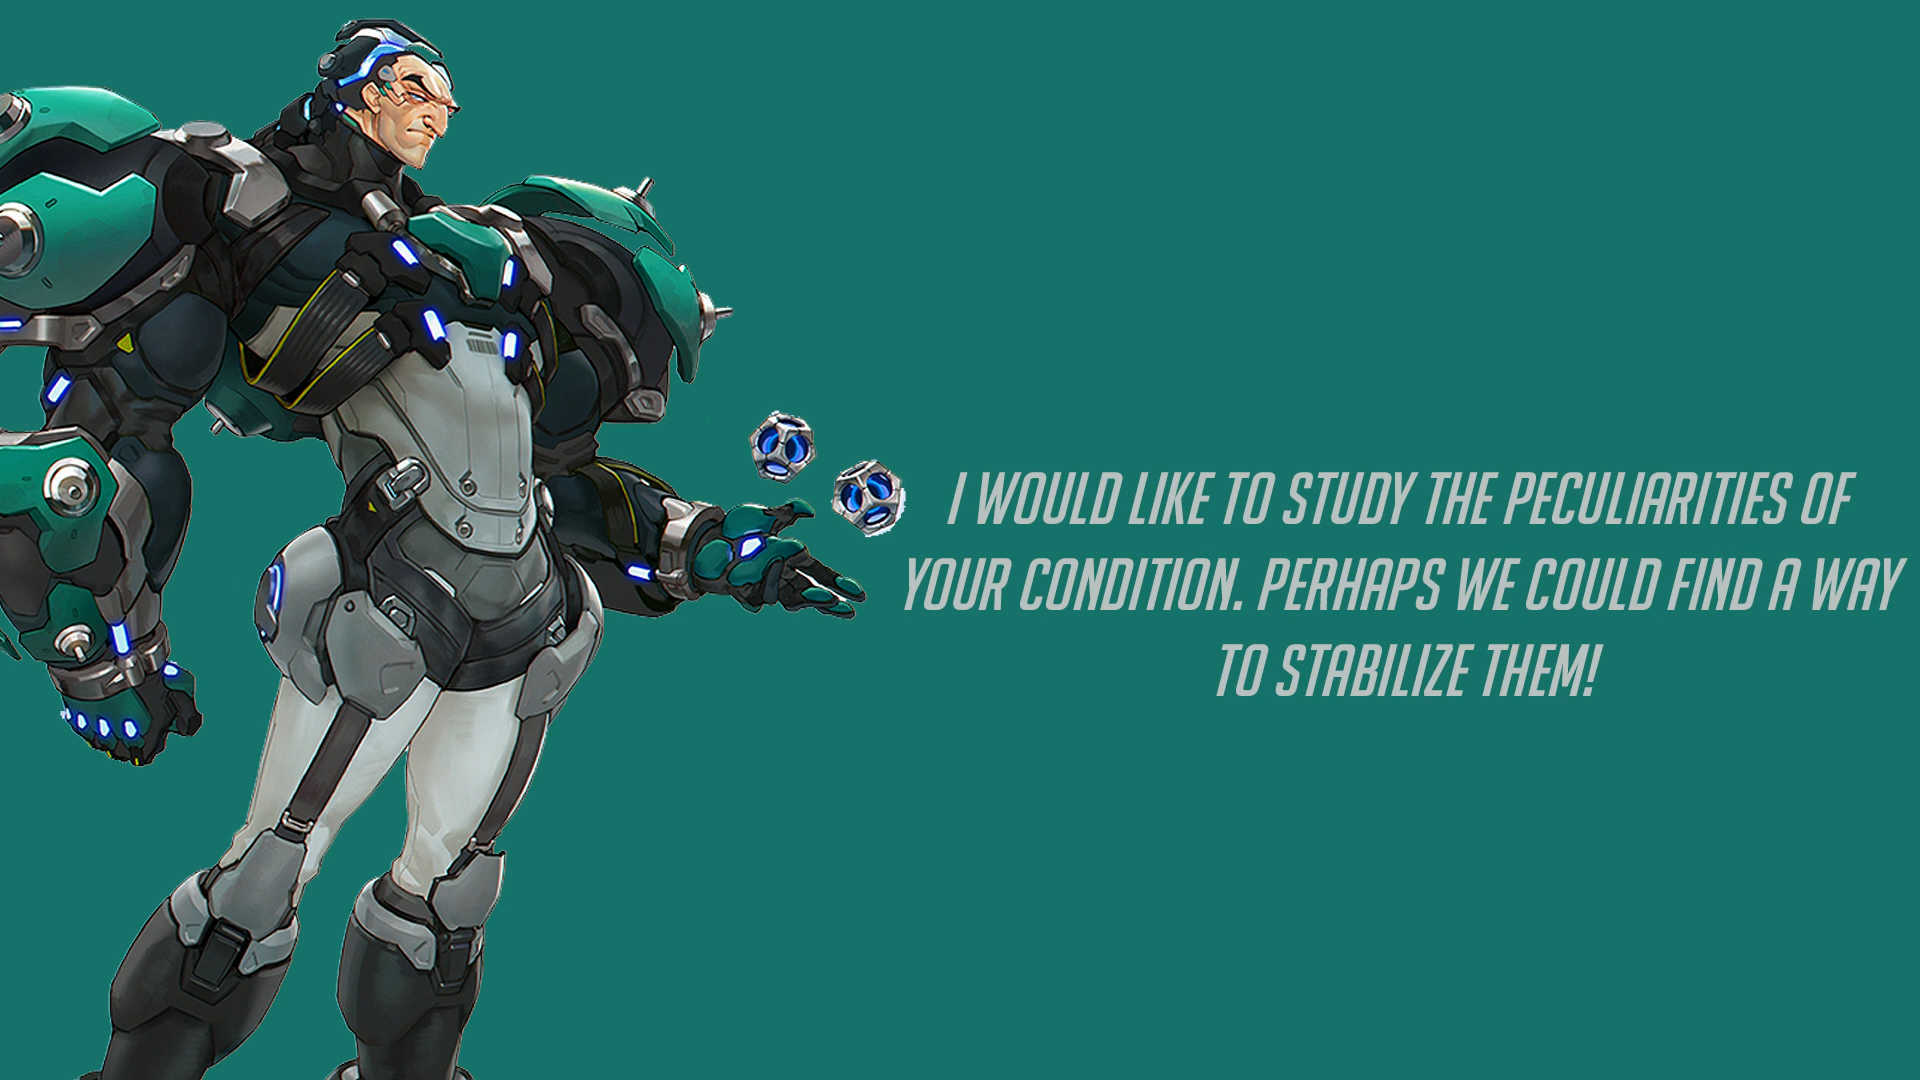 I WOULD LIKE TO STUDY THE PECULIARITIES OF
YOUR CONDITION. PERHAPS WE COULD FIND A WAY
TO STABILIZE THEM!